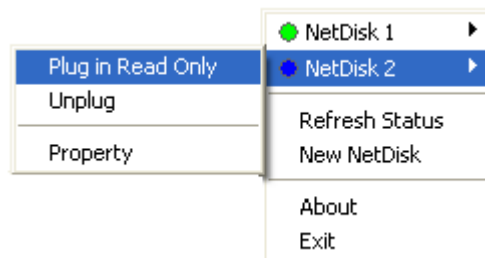 NetDisk 1
NetDisk 2
Plug in Read Only
Unplug
Property
Refresh Status
New NetDisk
About
Exit